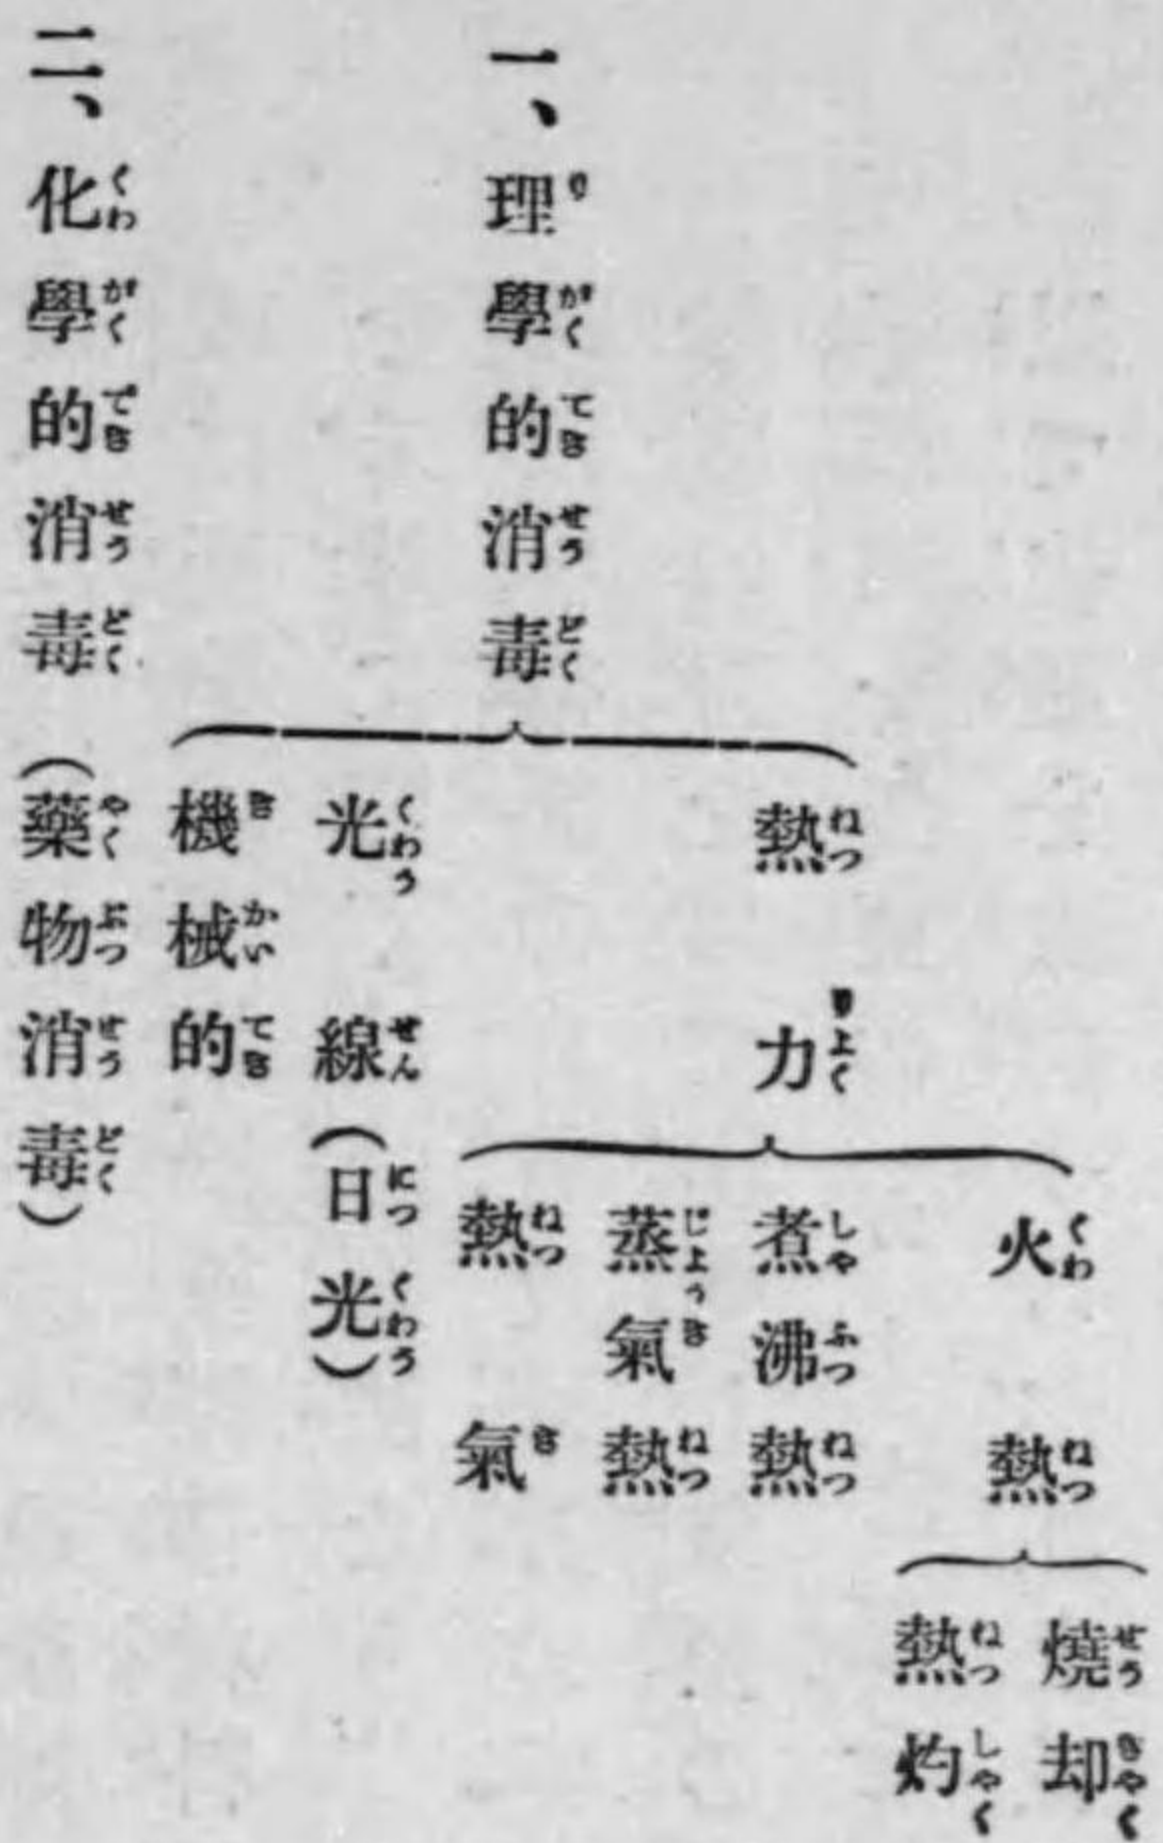 一、理學的消毒
熱力
火熱
燒却
熱灼
煮沸熱
蒸氣熱
熱氣
光線（日光）
機械的
二、化學的消毒（藥物消毒）